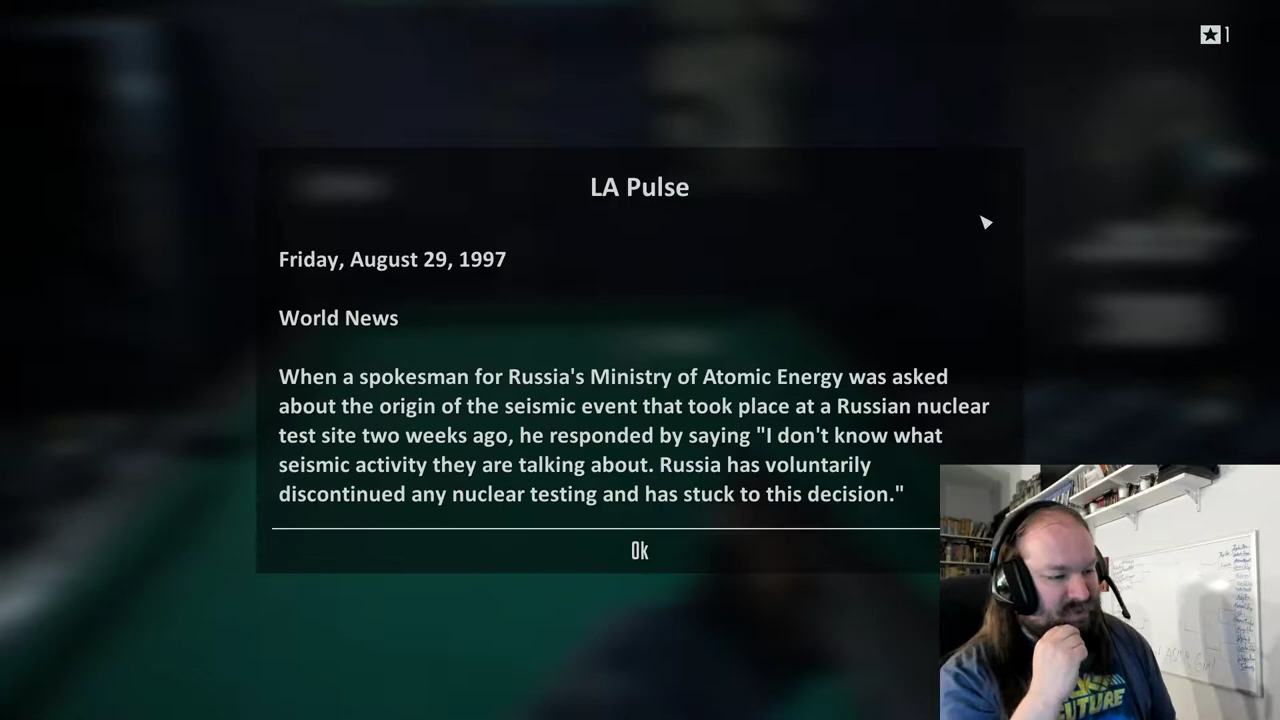 1
LA Pulse
Friday, August 29, 1997
World News
When a spokesman for Russia's Ministry of Atomic Energy was asked
about the origin of the seismic event that took place at a Russian nuclear
test site two weeks ago, he responded by saying "I don't know what
seismic activity they are talking about. Russia has voluntarily
discontinued any nuclear testing and has stuck to this decision."
Ok
FUTURE